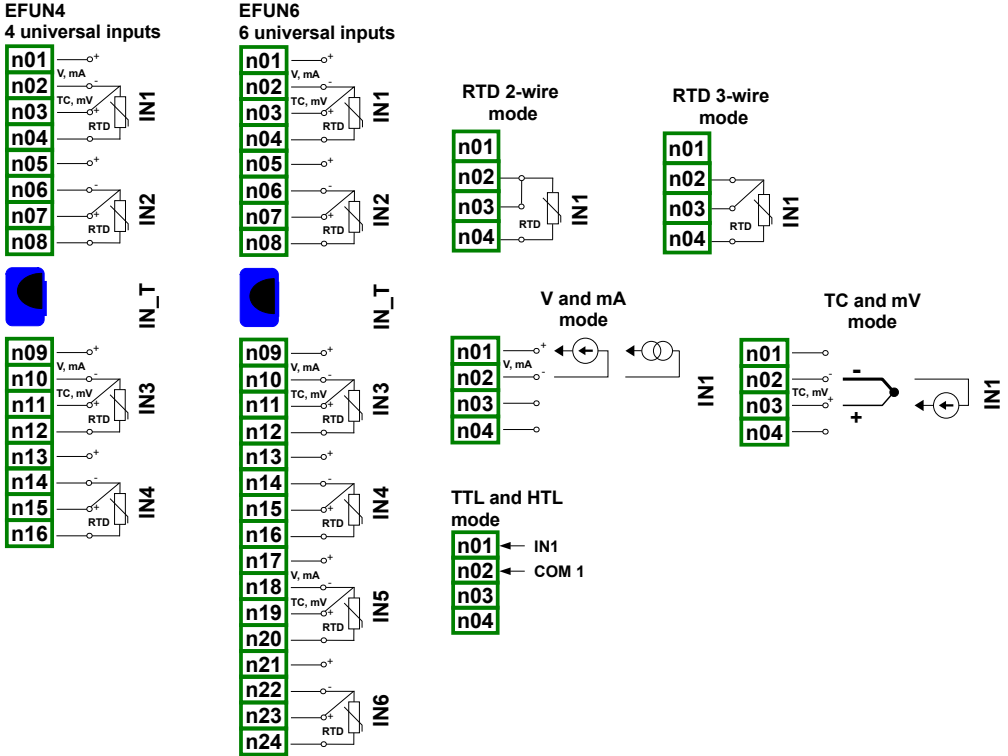 EFUN4
4 universal inputs
n01
+
V, mA
n02
-
TC, mV
n03
+
RTD
n04
IN1
n05
+
n06
-
n07
+
RTD
n08
IN2
IN_T
n09
+
V, mA
n10
-
TC, mV
n11
+
RTD
n12
IN3
n13
+
n14
-
n15
+
RTD
n16
IN4
EFUN6
6 universal inputs
n01
+
V, mA
n02
-
TC, mV
n03
+
RTD
n04
IN1
n05
+
n06
-
n07
+
RTD
n08
IN2
IN_T
n09
+
V, mA
n10
-
TC, mV
n11
+
RTD
n12
IN3
n13
+
n14
-
n15
+
RTD
n16
IN4
n17
+
V, mA
n18
-
TC, mV
n19
+
RTD
n20
IN5
n21
+
n22
-
n23
+
RTD
n24
IN6
RTD 2-wire
mode
n01
n02
n03
RTD
n04
IN1
RTD 3-wire
mode
n01
n02
n03
RTD
n04
IN1
V and mA
mode
n01
+
V, mA
n02
-
n03
n04
IN1
TC and mV
mode
n01
n02
-
-
TC, mV
n03
+
+
n04
IN1
TTL and HTL
mode
n01 IN1
n02 COM 1
n03
n04